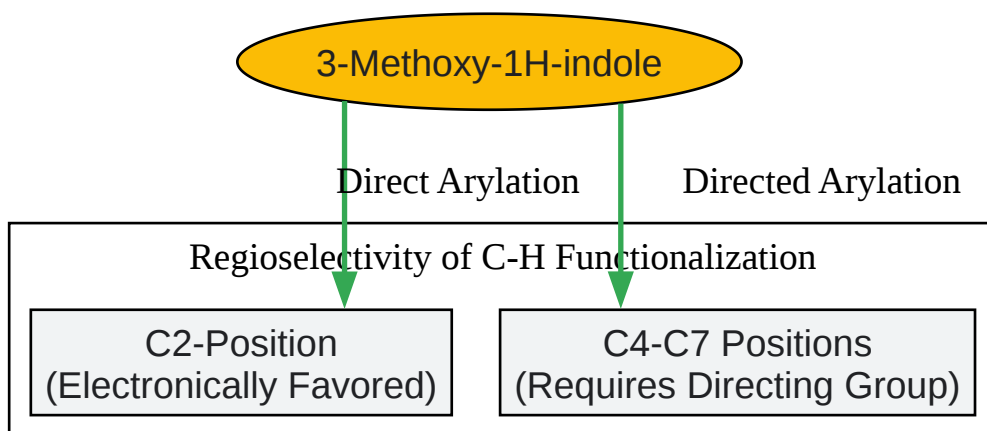 3-Methoxy-1H-indole
Direct Arylation
Directed Arylation
Regioselectivity of C-H Functionalization
C2-Position
(Electronically Favored)
C4-C7 Positions
(Requires Directing Group)